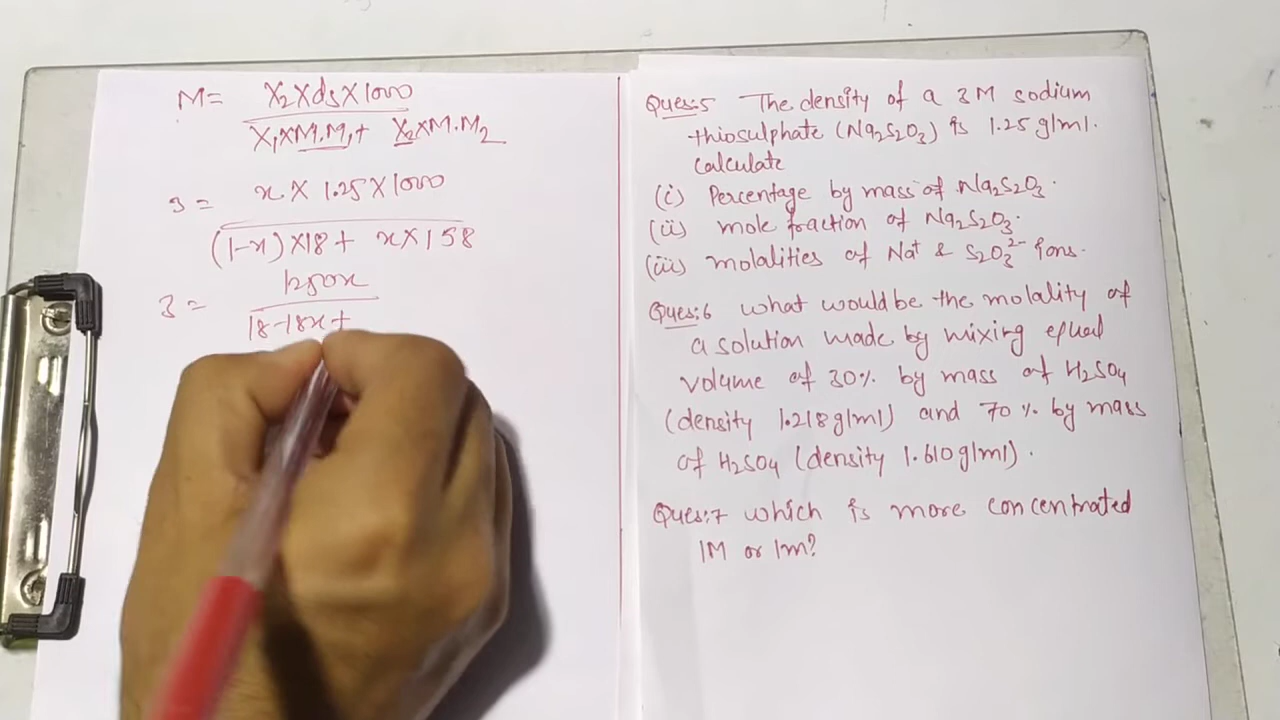 M = X2 X ds X 1000
X1 X M.M1 + X2 X M.M2
3 = x X 1.25 X 1000
(1-x) X 18 + x X 158
3 = 1250x
18-18x+
Ques:5 The density of a 3M sodium
thiosulphate (Na2S2O3) is 1.25 g/ml.
calculate
(i) Percentage by mass of Na2S2O3.
(ii) mole fraction of Na2S2O3.
(iii) molalities of Na+ & S2O3^2- ions.
Ques:6 what would be the molality of
a solution made by mixing equal
volume of 30% by mass of H2SO4
(density 1.218 g/ml) and 70% by mass
of H2SO4 (density 1.610 g/ml).
Ques:7 which is more concentrated
1M or 1m?